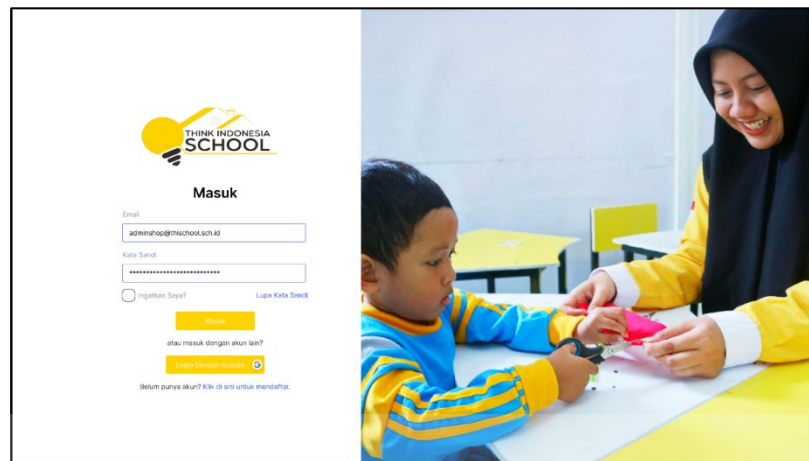 THINK INDONESIA
SCHOOL
Masuk
Email
adminshop@thischool.sch.id
Kata Sandi
***************************
Ingatkan Saya?
Lupa Kata Sandi
Masuk
atau masuk dengan akun lain?
Login Dengan Google G
Belum punya akun? Klik di sini untuk mendaftar.